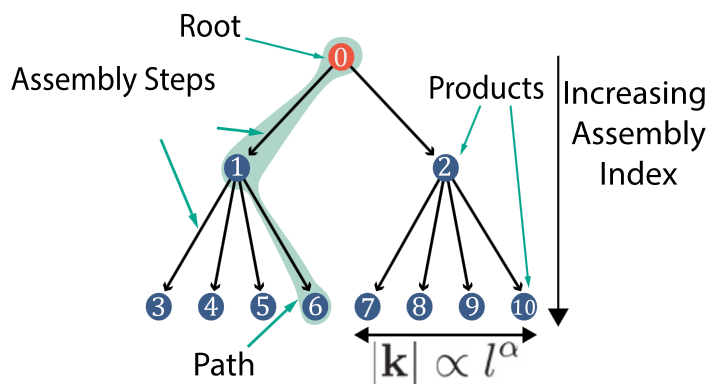 Root
0
Assembly Steps
Products
Increasing
Assembly
Index
1
2
3 4 5 6 7 8 9 10
Path
|k| ∝ l^α